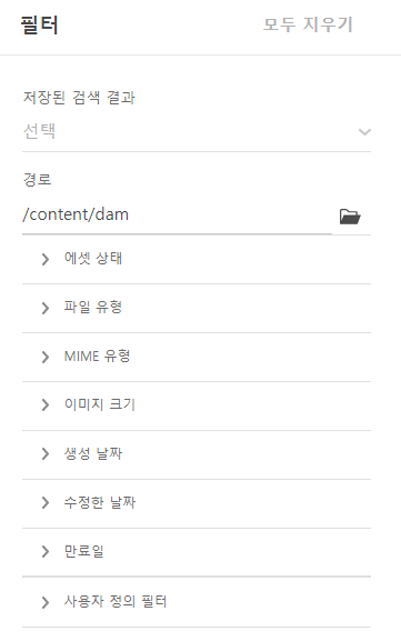 필터 모두 지우기
저장된 검색 결과
선택
경로
/content/dam
에셋 상태
파일 유형
MIME 유형
이미지 크기
생성 날짜
수정한 날짜
만료일
사용자 정의 필터